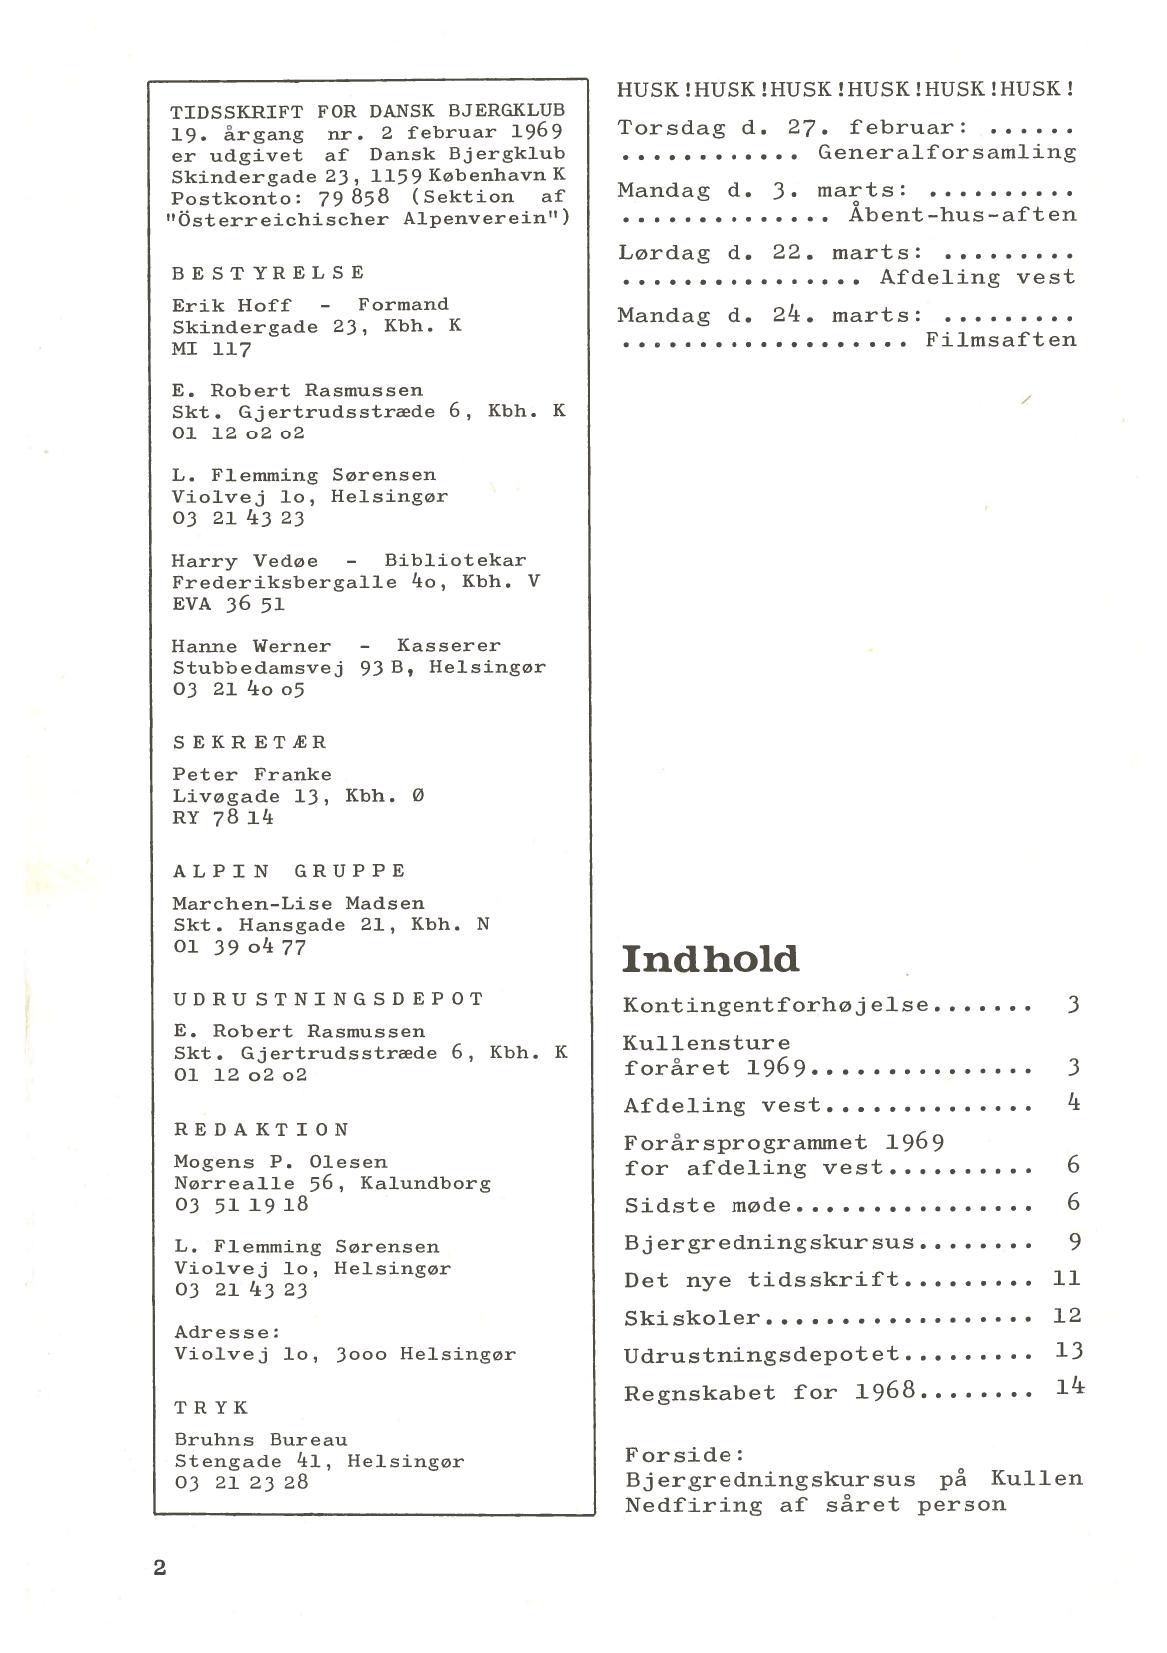 TIDSSKRIFT FOR DANSK BJERGKLUB
19. årgang nr. 2 februar 1969
er udgivet af Dansk Bjergklub
Skindergade 23, 1159 København K
Postkonto: 79 858 (Sektion af
"Österreichischer Alpenverein")
BESTYRELSE
Erik Hoff - Formand
Skindergade 23, Kbh. K
MI 117
E. Robert Rasmussen
Skt. Gjertrudsstræde 6, Kbh. K
01 12 o2 o2
L. Flemming Sørensen
Violvej lo, Helsingør
03 21 43 23
Harry Vedøe - Bibliotekar
Frederiksbergalle 4o, Kbh. V
EVA 36 51
Hanne Werner - Kasserer
Stubbedamsvej 93 B, Helsingør
03 21 4o o5
SEKRETÆR
Peter Franke
Livøgade 13, Kbh. Ø
RY 78 14
ALPIN GRUPPE
Marchen-Lise Madsen
Skt. Hansgade 21, Kbh. N
01 39 o4 77
UDRUSTNINGSDEPOT
E. Robert Rasmussen
Skt. Gjertrudsstræde 6, Kbh. K
01 12 o2 o2
REDAKTION
Mogens P. Olesen
Nørrealle 56, Kalundborg
03 51 19 18
L. Flemming Sørensen
Violvej lo, Helsingør
03 21 43 23
Adresse:
Violvej lo, 3ooo Helsingør
TRYK
Bruhns Bureau
Stengade 41, Helsingør
03 21 23 28
HUSK!HUSK!HUSK!HUSK!HUSK!HUSK!
Torsdag d. 27. februar: ......
............ Generalforsamling
Mandag d. 3. marts: ..........
.............. Åbent-hus-aften
Lørdag d. 22. marts: .........
................ Afdeling vest
Mandag d. 24. marts: .........
................... Filmsaften
Indhold
Kontingentforhøjelse....... 3
Kullensture
foråret 1969............... 3
Afdeling vest.............. 4
Forårsprogrammet 1969
for afdeling vest.......... 6
Sidste møde................ 6
Bjergredningskursus........ 9
Det nye tidsskrift......... 11
Skiskoler.................. 12
Udrustningsdepotet......... 13
Regnskabet for 1968........ 14
Forside:
Bjergredningskursus på Kullen
Nedfiring af såret person
2